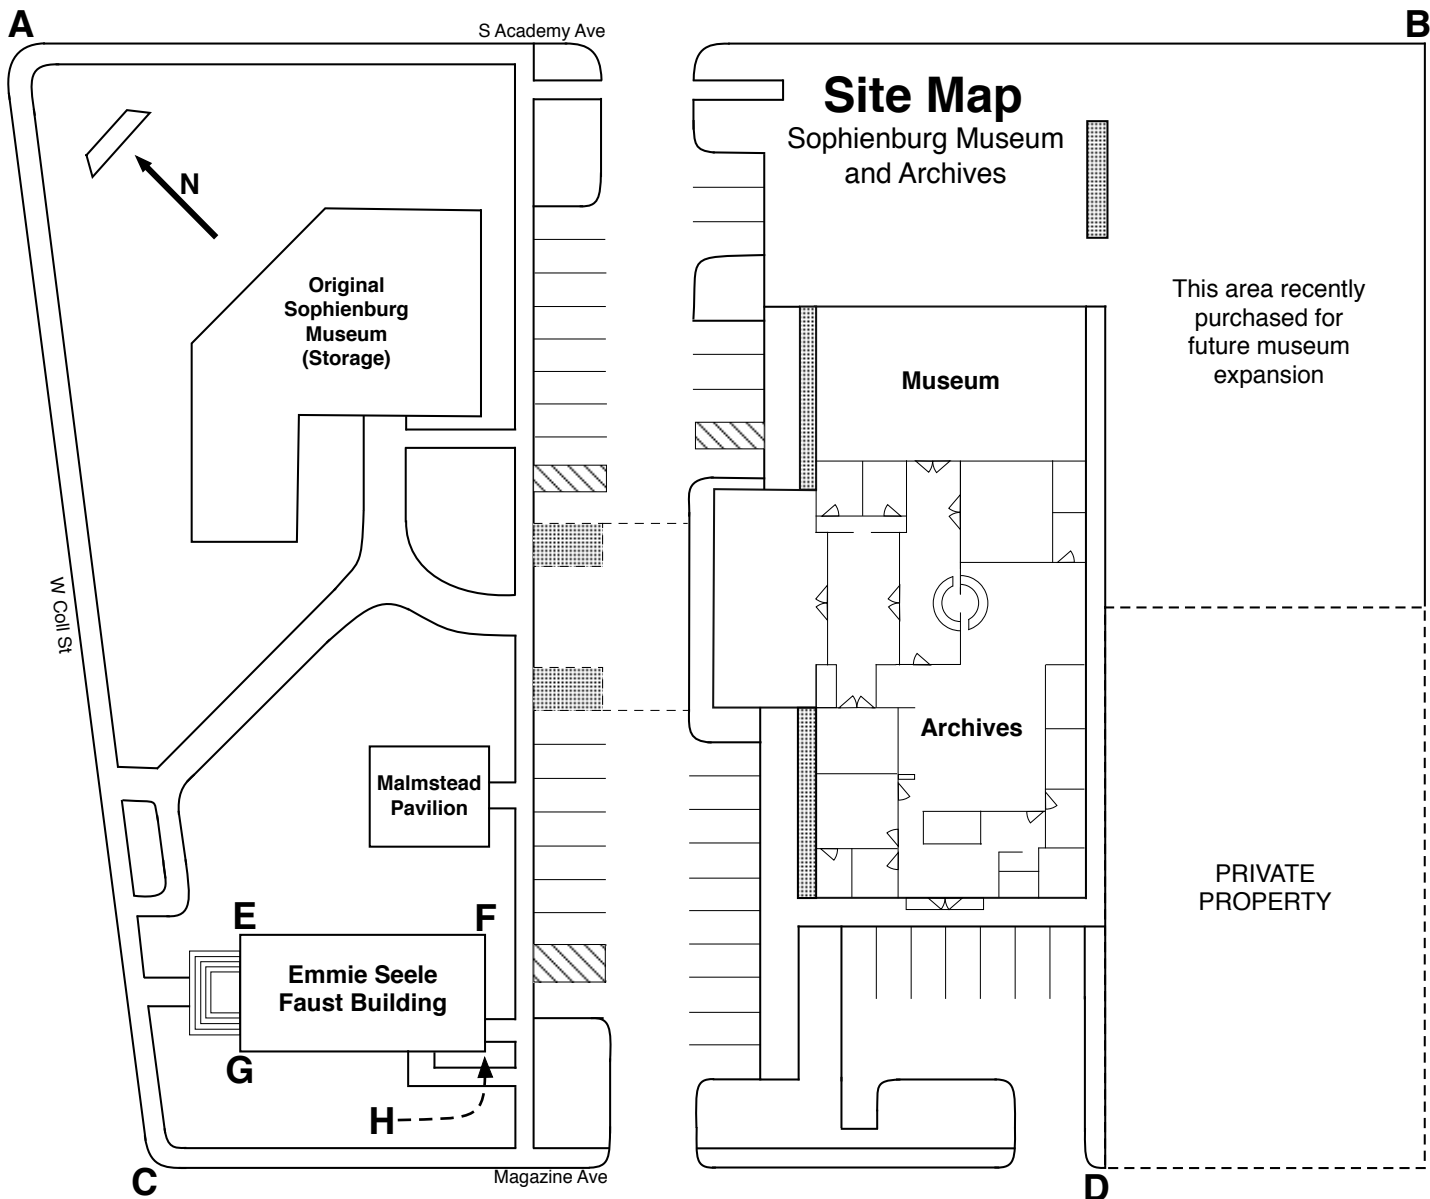 A
S Academy Ave
B
Site Map
Sophienburg Museum
and Archives
N
Original
Sophienburg
Museum
(Storage)
This area recently
purchased for
future museum
expansion
Museum
W Coll St
Archives
Malmstead
Pavilion
PRIVATE
PROPERTY
E
F
Emmie Seele
Faust Building
G
H
C
Magazine Ave
D